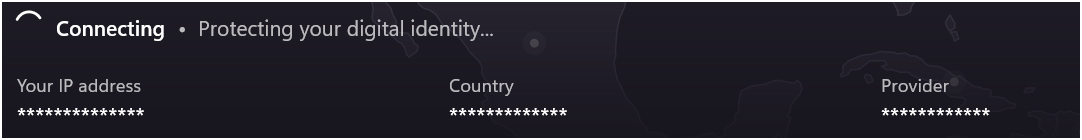 Connecting • Protecting your digital identity...
Your IP address Country Provider
************** ************* ************